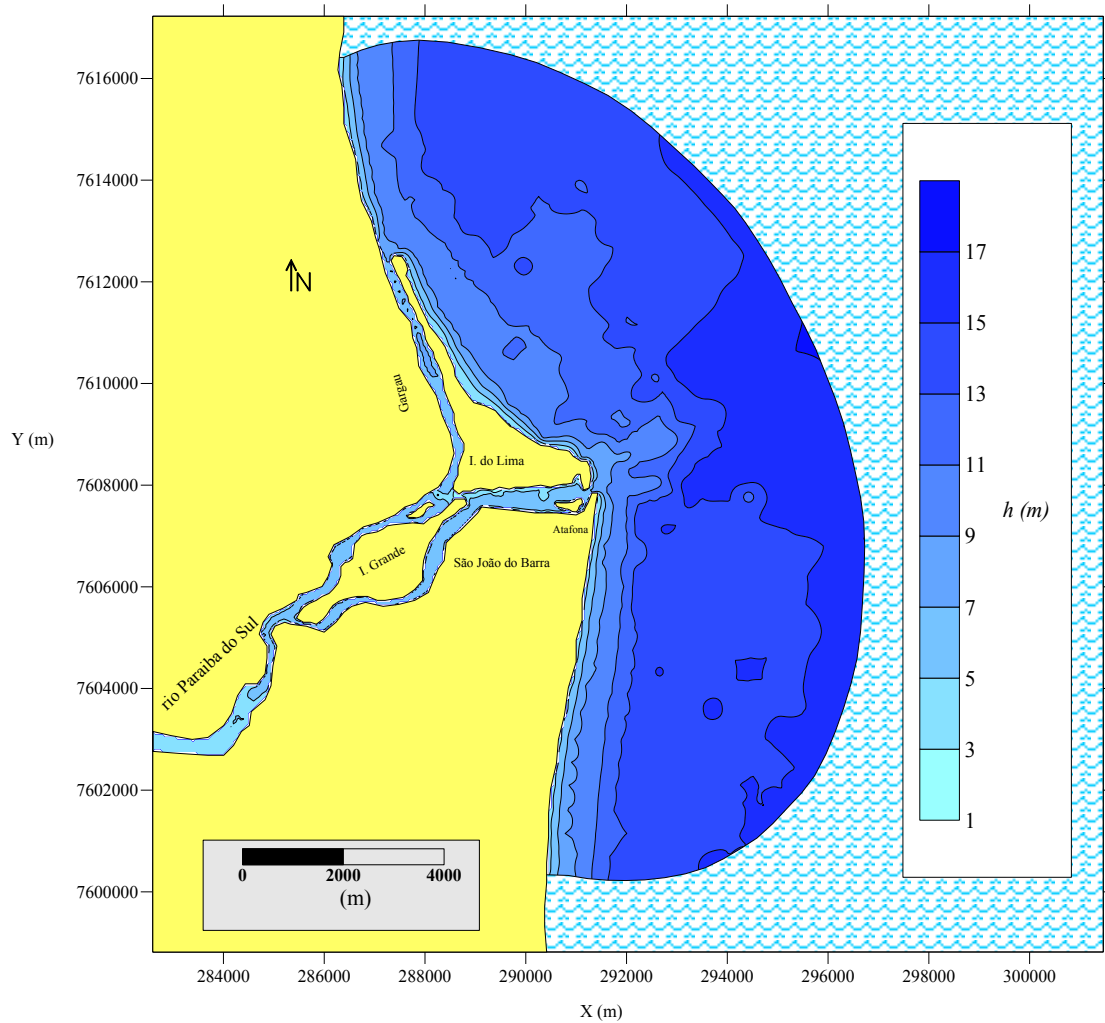 7616000
7614000
7612000
7610000
7608000
7606000
7604000
7602000
7600000
Y (m)
N
Gargau
I. do Lima
Atafona
I. Grande
São João do Barra
rio Paraiba do Sul
0 2000 4000
(m)
17
15
13
11
9
7
5
3
1
h (m)
284000 286000 288000 290000 292000 294000 296000 298000 300000
X (m)